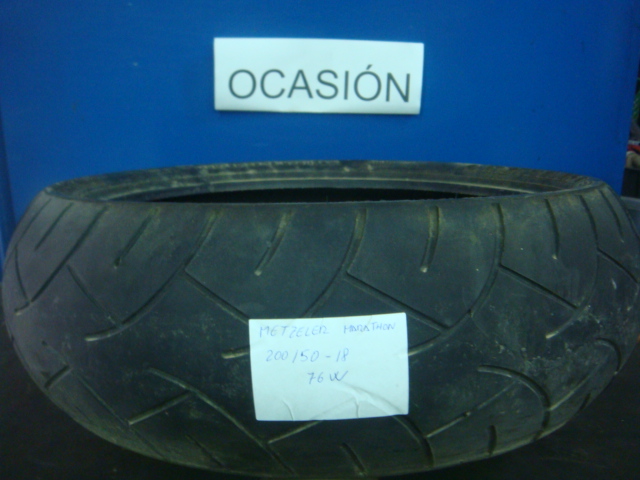 OCASIÓN
METZELER MARATHON
200/50-18
76W